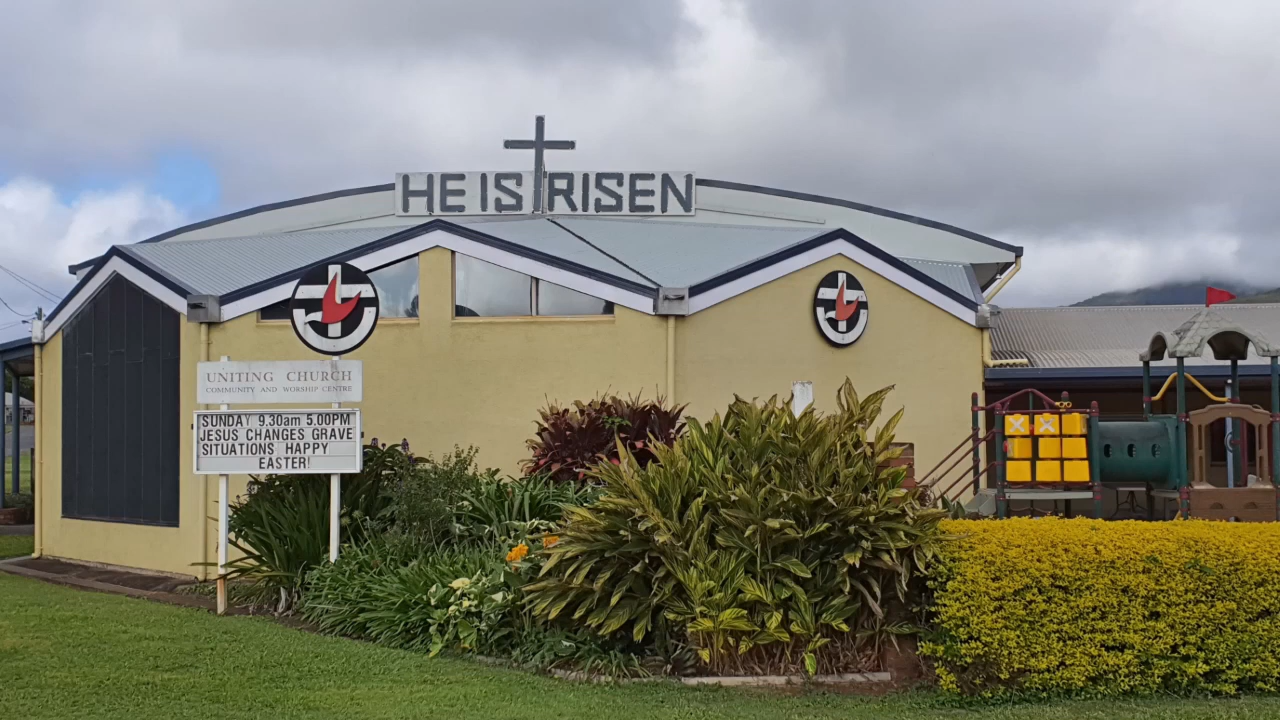 HE IS RISEN
UNITING CHURCH
COMMUNITY AND WORSHIP CENTRE
SUNDAY 9.30am 5.00PM
JESUS CHANGES GRAVE
SITUATIONS HAPPY
EASTER!